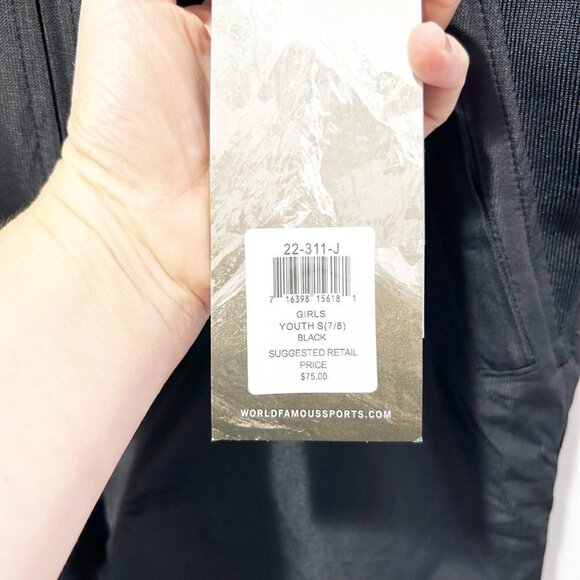 22-311-J
7 16398 15618 1
GIRLS
YOUTH S(7/8)
BLACK
SUGGESTED RETAIL
PRICE
$75.00
WORLDFAMOUSSPORTS.COM